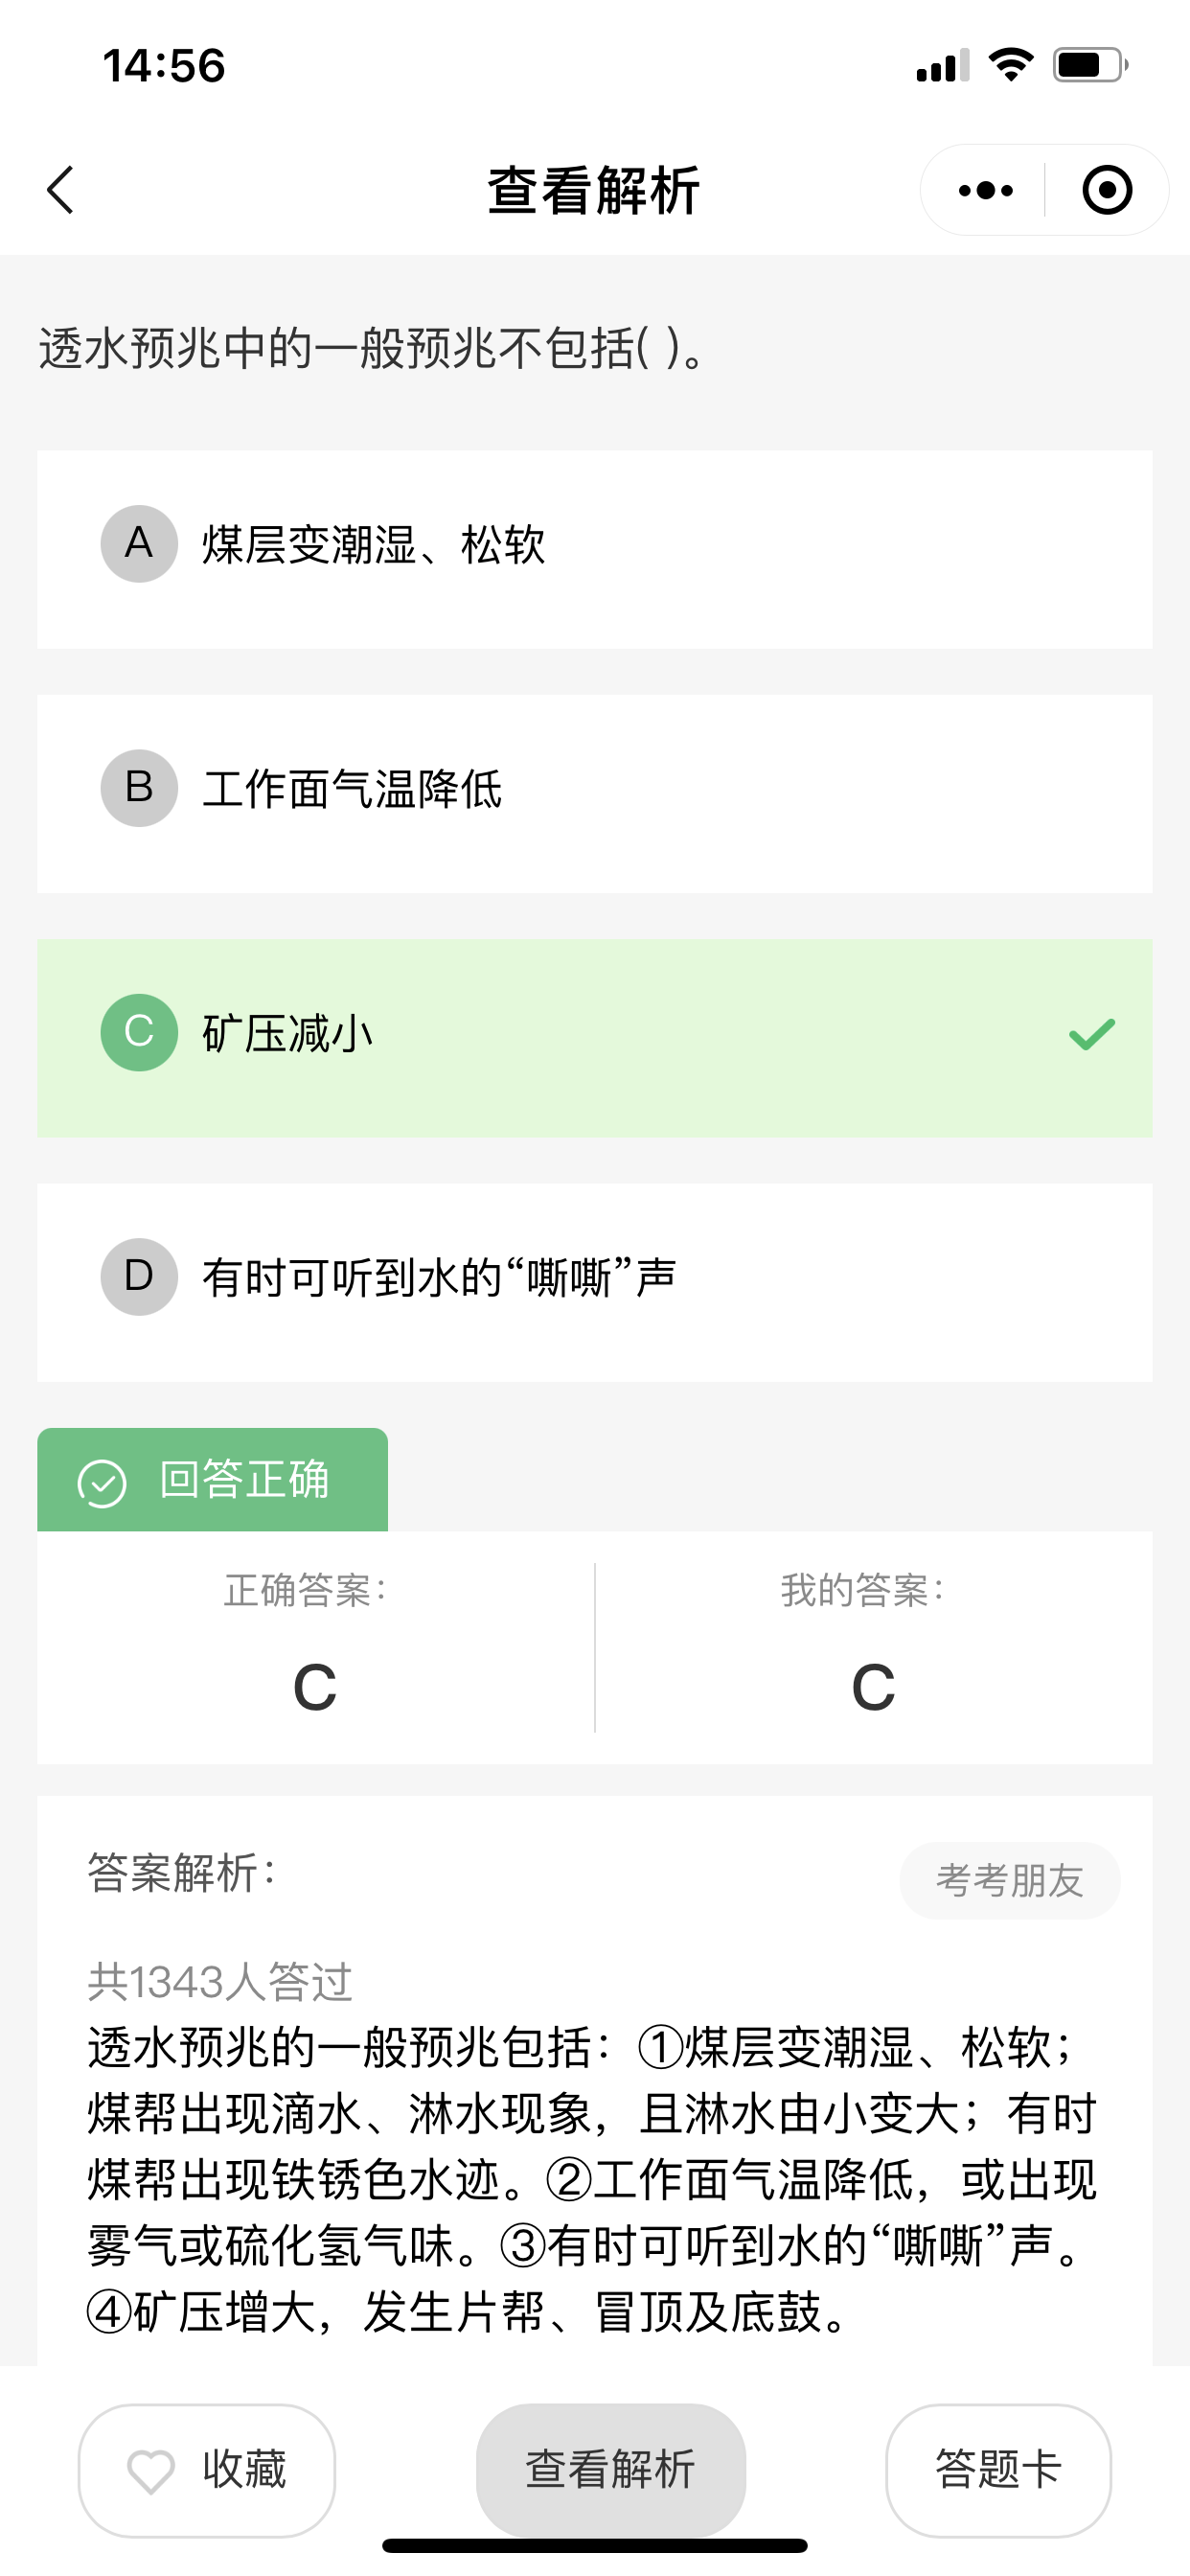 14:56
查看解析
透水预兆中的一般预兆不包括( )。
A 煤层变潮湿、松软
B 工作面气温降低
C 矿压减小
D 有时可听到水的“嘶嘶”声
回答正确
正确答案： 我的答案：
C C
答案解析： 考考朋友
共1343人答过
透水预兆的一般预兆包括：①煤层变潮湿、松软；
煤帮出现滴水、淋水现象，且淋水由小变大；有时
煤帮出现铁锈色水迹。②工作面气温降低，或出现
雾气或硫化氢气味。③有时可听到水的“嘶嘶”声。
④矿压增大，发生片帮、冒顶及底鼓。
收藏 查看解析 答题卡